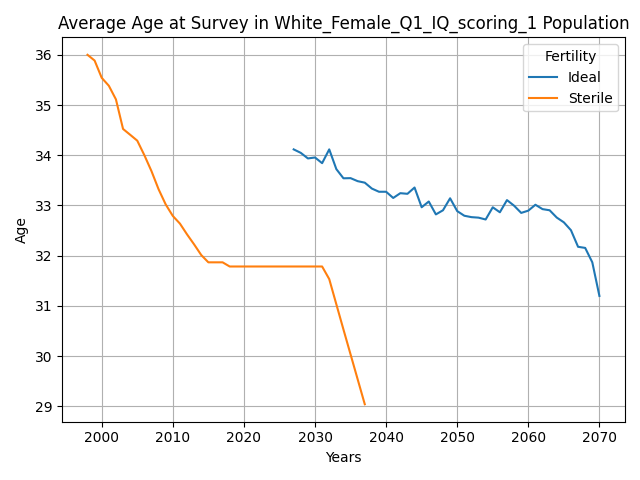 Average Age at Survey in White_Female_Q1_IQ_scoring_1 Population
Fertility
Ideal
Sterile
Age
36
35
34
33
32
31
30
29
2000 2010 2020 2030 2040 2050 2060 2070
Years